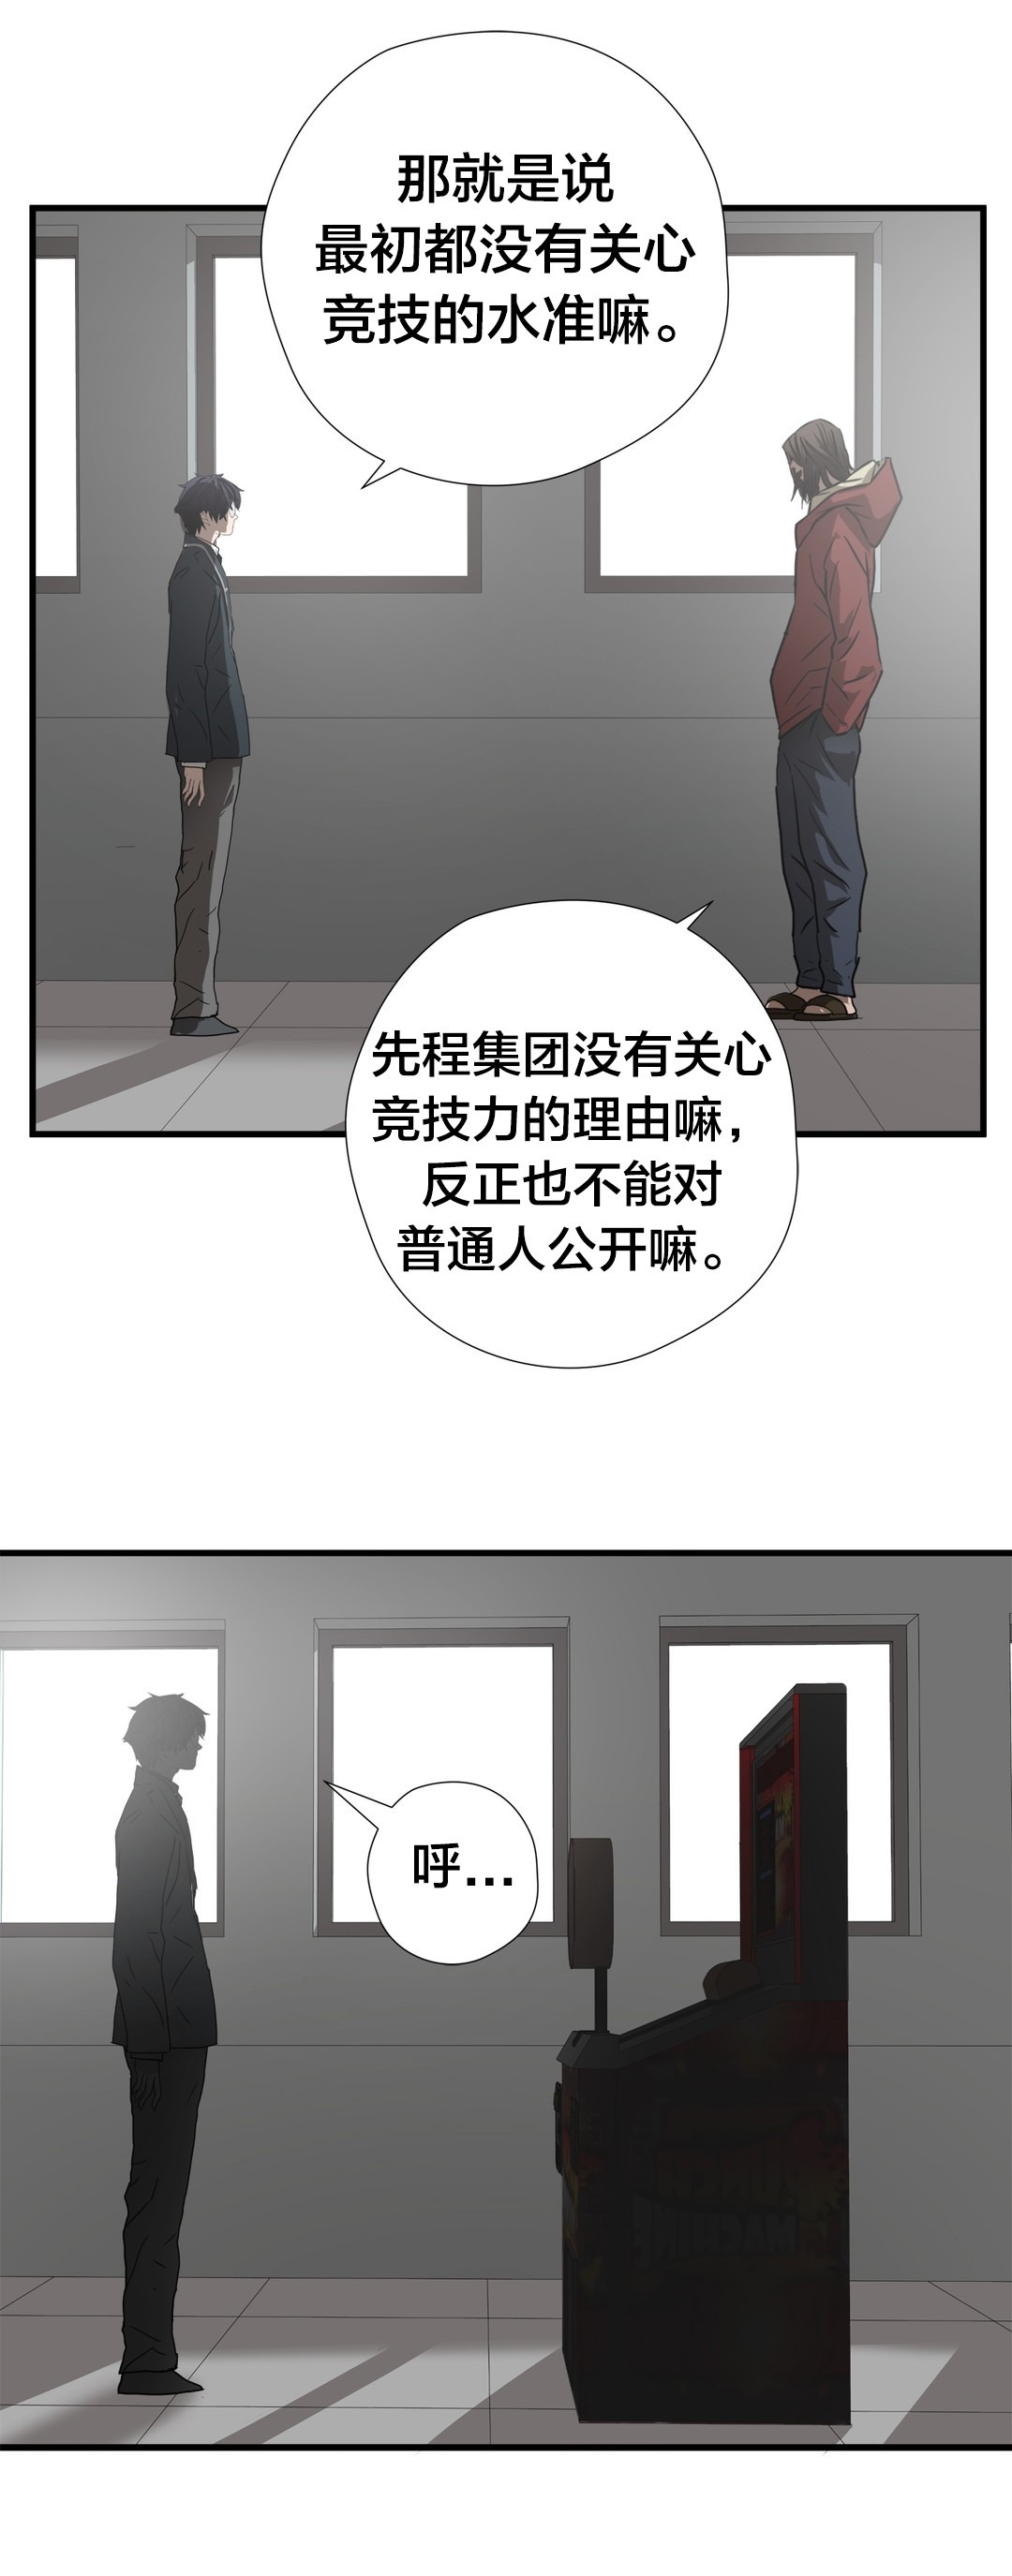 那就是说
最初都没有关心
竞技的水准嘛。
先程集团没有关心
竞技力的理由嘛，
反正也不能对
普通人公开嘛。
呼...
PUNCH
MACHINE